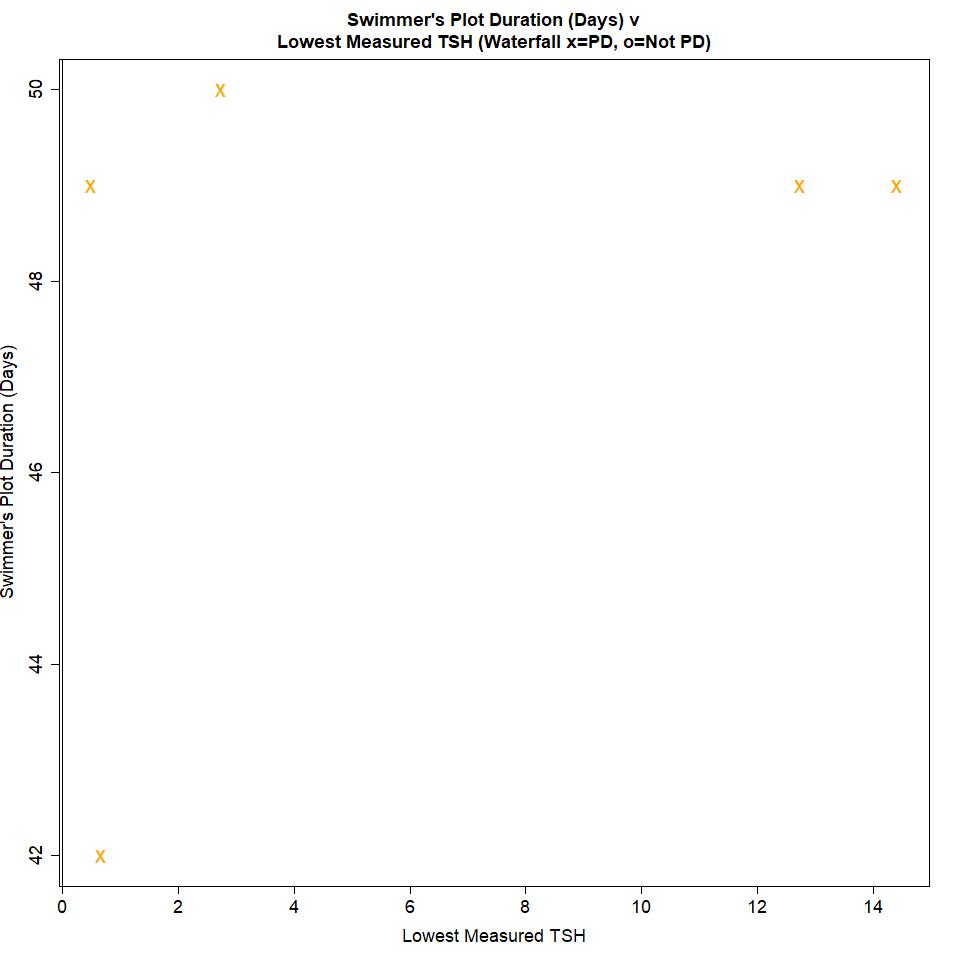 Swimmer's Plot Duration (Days) v
Lowest Measured TSH (Waterfall x=PD, o=Not PD)
Swimmer's Plot Duration (Days)
50
48
46
44
42
X
X
X
X
X
0 2 4 6 8 10 12 14
Lowest Measured TSH